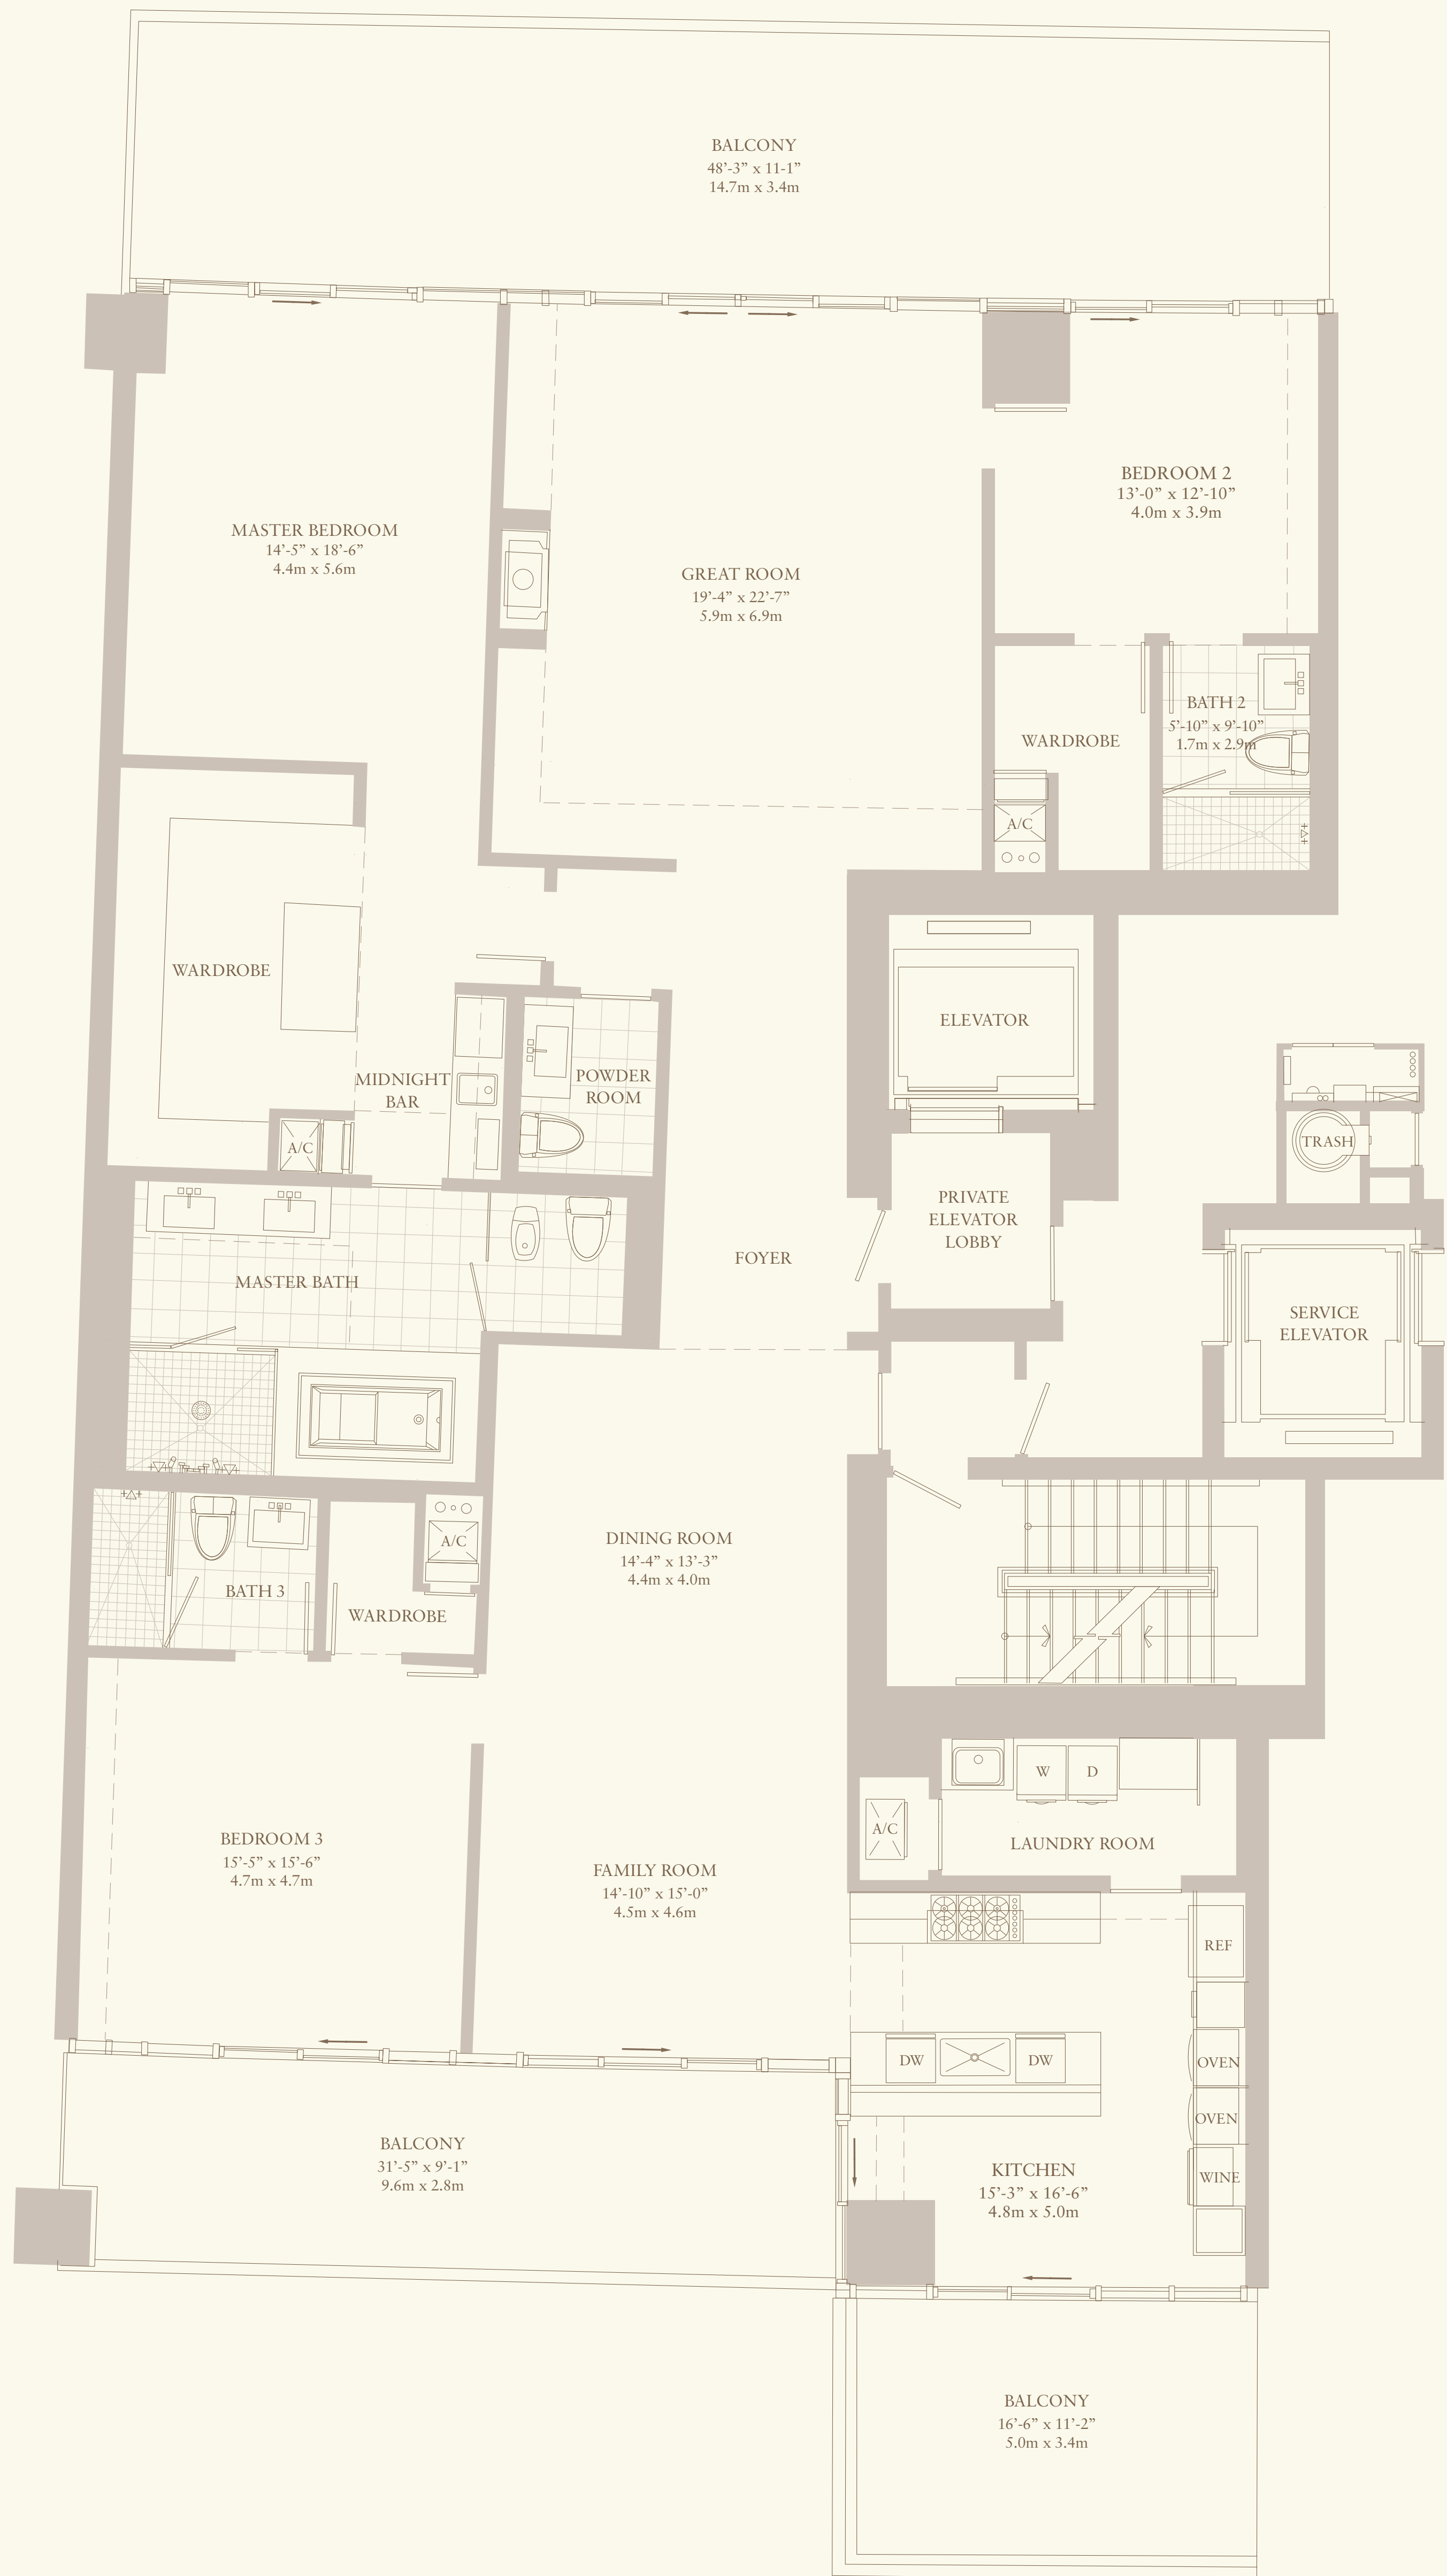 BALCONY
48’-3” x 11-1”
14.7m x 3.4m
MASTER BEDROOM
14’-5” x 18’-6”
4.4m x 5.6m
GREAT ROOM
19’-4” x 22’-7”
5.9m x 6.9m
BEDROOM 2
13’-0” x 12’-10”
4.0m x 3.9m
BATH 2
5’-10” x 9’-10”
1.7m x 2.9m
WARDROBE
A/C
WARDROBE
ELEVATOR
MIDNIGHT
BAR
POWDER
ROOM
A/C
TRASH
PRIVATE
ELEVATOR
LOBBY
FOYER
MASTER BATH
SERVICE
ELEVATOR
DINING ROOM
14’-4” x 13’-3”
4.4m x 4.0m
A/C
BATH 3
WARDROBE
W
D
A/C
LAUNDRY ROOM
BEDROOM 3
15’-5” x 15’-6”
4.7m x 4.7m
FAMILY ROOM
14’-10” x 15’-0”
4.5m x 4.6m
REF
DW
DW
OVEN
OVEN
WINE
BALCONY
31’-5” x 9’-1”
9.6m x 2.8m
KITCHEN
15’-3” x 16’-6”
4.8m x 5.0m
BALCONY
16’-6” x 11’-2”
5.0m x 3.4m